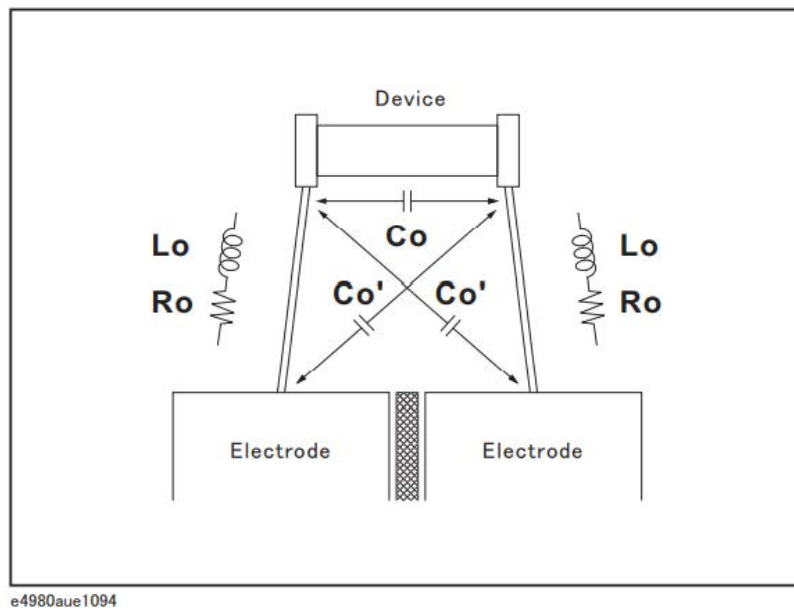 Device
Co
Lo
Lo
Co' Co'
Ro
Ro
Electrode
Electrode
e4980aue1094